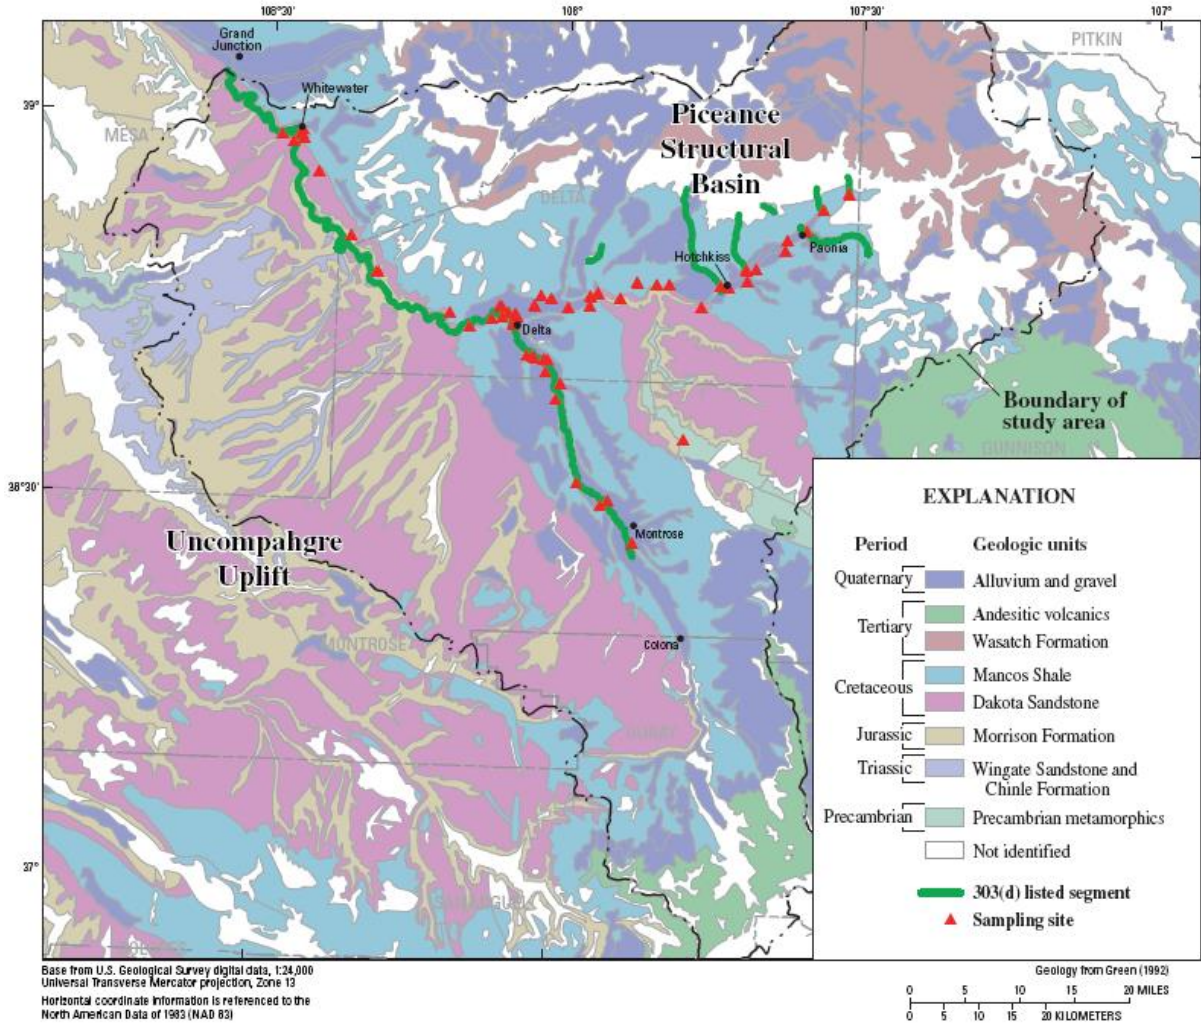 108°30'
108°
107°30'
107°
Grand
Junction
PITKIN
Whitewater
39°
MESA
Piceance
Structural
Basin
DELTA
Paonia
Hotchkiss
Delta
Boundary of
study area
GUNNISON
38°30'
EXPLANATION
Uncompahgre
Uplift
Montrose
Period
Geologic units
Quaternary
Alluvium and gravel
Andesitic volcanics
Tertiary
Wasatch Formation
MONTROSE
Colona
Mancos Shale
Cretaceous
Dakota Sandstone
OURAY
Jurassic
Morrison Formation
Triassic
Wingate Sandstone and
Chinle Formation
Precambrian
Precambrian metamorphics
Not identified
37°
303(d) listed segment
Sampling site
Base from U.S. Geological Survey digital data, 1:24,000
Universal Transverse Mercator projection, Zone 13
Horizontal coordinate information is referenced to the
North American Data of 1983 (NAD 83)
Geology from Green (1992)
0 5 10 15 20 MILES
0 5 10 15 20 KILOMETERS